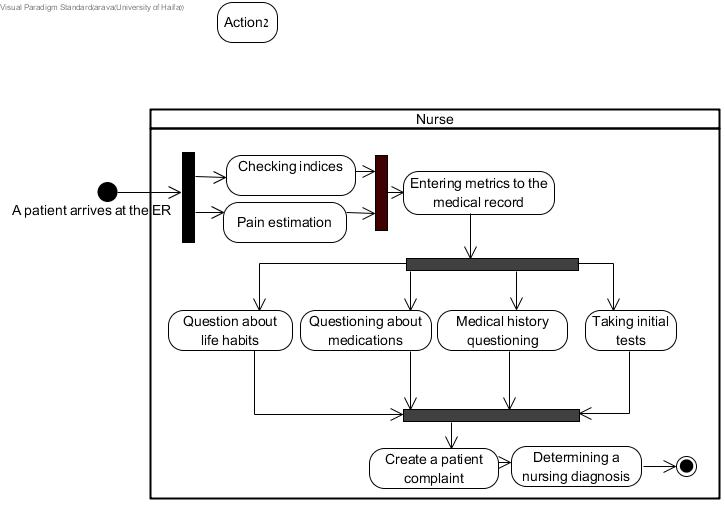 Visual Paradigm Standard(arava(University of Haifa))
Action2
Nurse
Checking indices
Entering metrics to the
medical record
A patient arrives at the ER
Pain estimation
Question about
life habits
Questioning about
medications
Medical history
questioning
Taking initial
tests
Create a patient
complaint
Determining a
nursing diagnosis